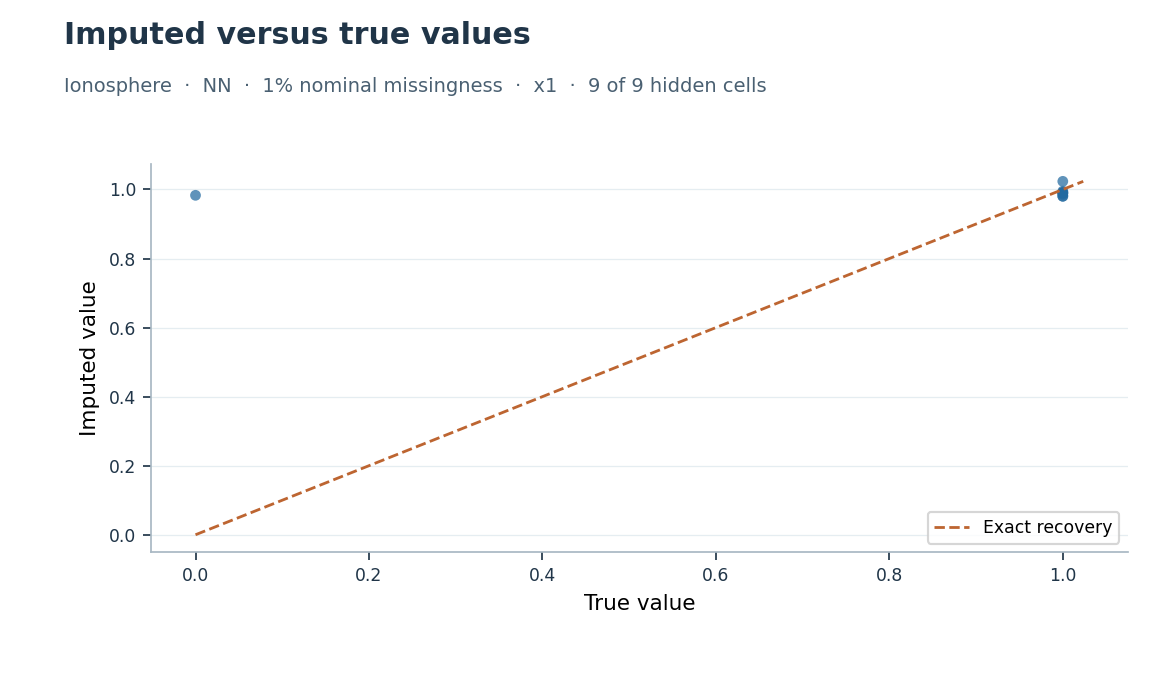 Imputed versus true values
Ionosphere · NN · 1% nominal missingness · x1 · 9 of 9 hidden cells
1.0
0.8
0.6
0.4
0.2
0.0
Imputed value
Exact recovery
0.0 0.2 0.4 0.6 0.8 1.0
True value